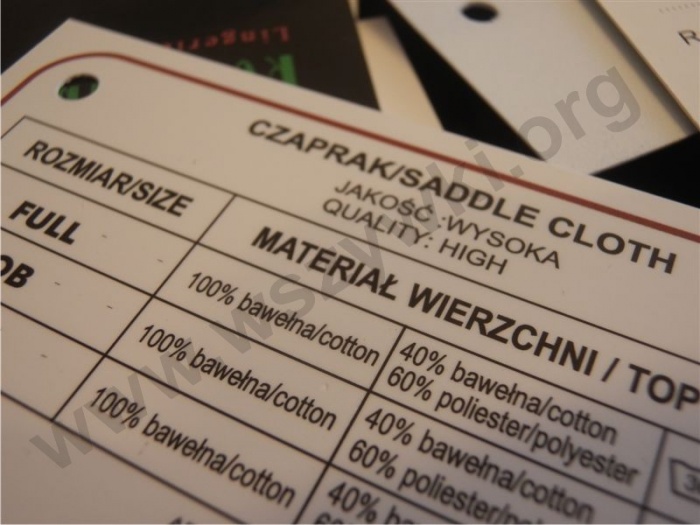 Lingerie
R
CZAPRAK/SADDLE CLOTH
JAKOŚĆ :WYSOKA
QUALITY: HIGH
ROZMIAR/SIZE
MATERIAŁ WIERZCHNI / TOP
FULL
100% bawełna/cotton
40% bawełna/cotton
60% poliester/polyester
OB
100% bawełna/cotton
40% bawełna/cotton
60% poliester/polyester
100% bawełna/cotton
40% bawełna/cotton
www.wszywki.org